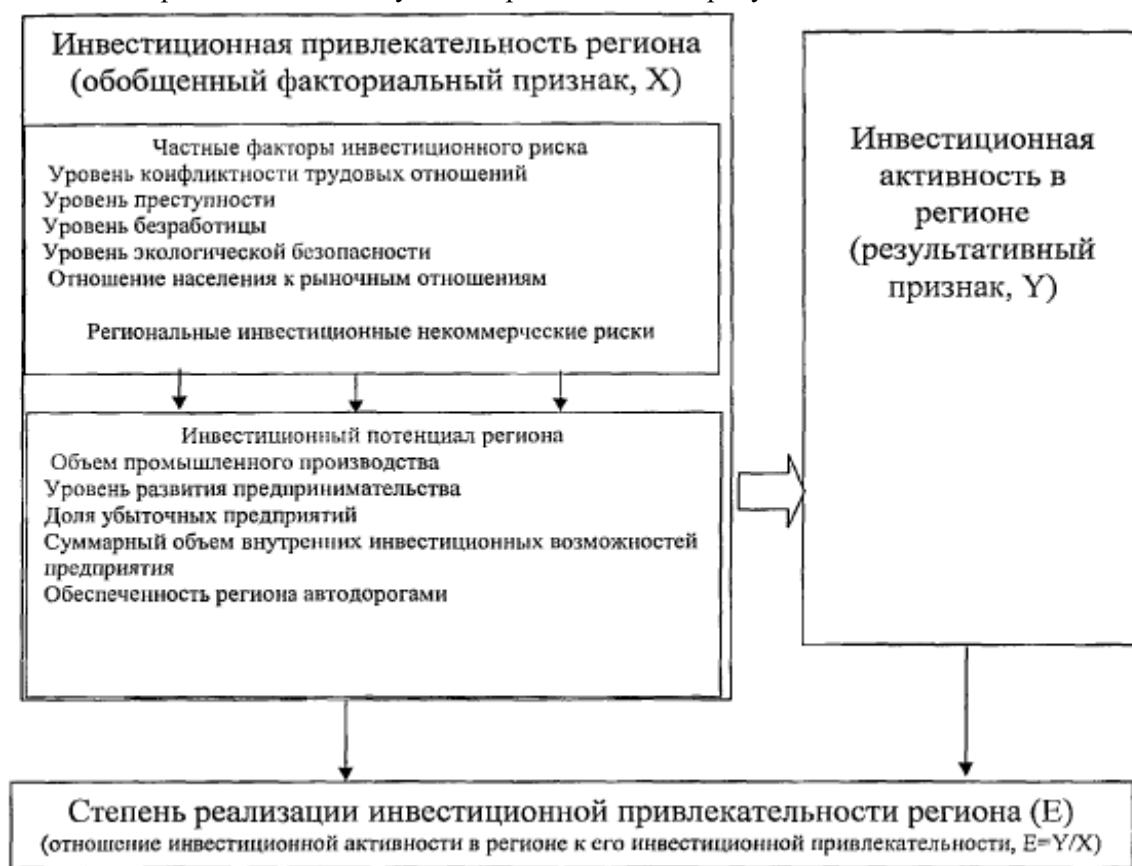 Инвестиционная привлекательность региона
(обобщенный факториальный признак, X)
Частные факторы инвестиционного риска
Уровень конфликтности трудовых отношений
Уровень преступности
Уровень безработицы
Уровень экологической безопасности
Отношение населения к рыночным отношениям
Региональные инвестиционные некоммерческие риски
Инвестиционный потенциал региона
Объем промышленного производства
Уровень развития предпринимательства
Доля убыточных предприятий
Суммарный объем внутренних инвестиционных возможностей
предприятия
Обеспеченность региона автодорогами
Инвестиционная
активность в
регионе
(результативный
признак, Y)
Степень реализации инвестиционной привлекательности региона (E)
(отношение инвестиционной активности в регионе к его инвестиционной привлекательности, E=Y/X)